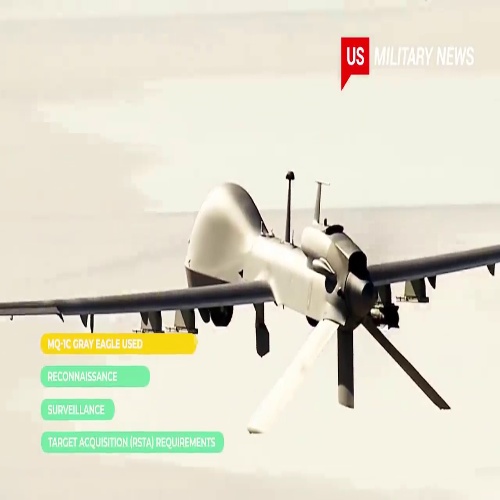 US MILITARY NEWS
MQ-1C GRAY EAGLE USED
RECONNAISSANCE
SURVEILLANCE
TARGET ACQUISITION (RSTA) REQUIREMENTS